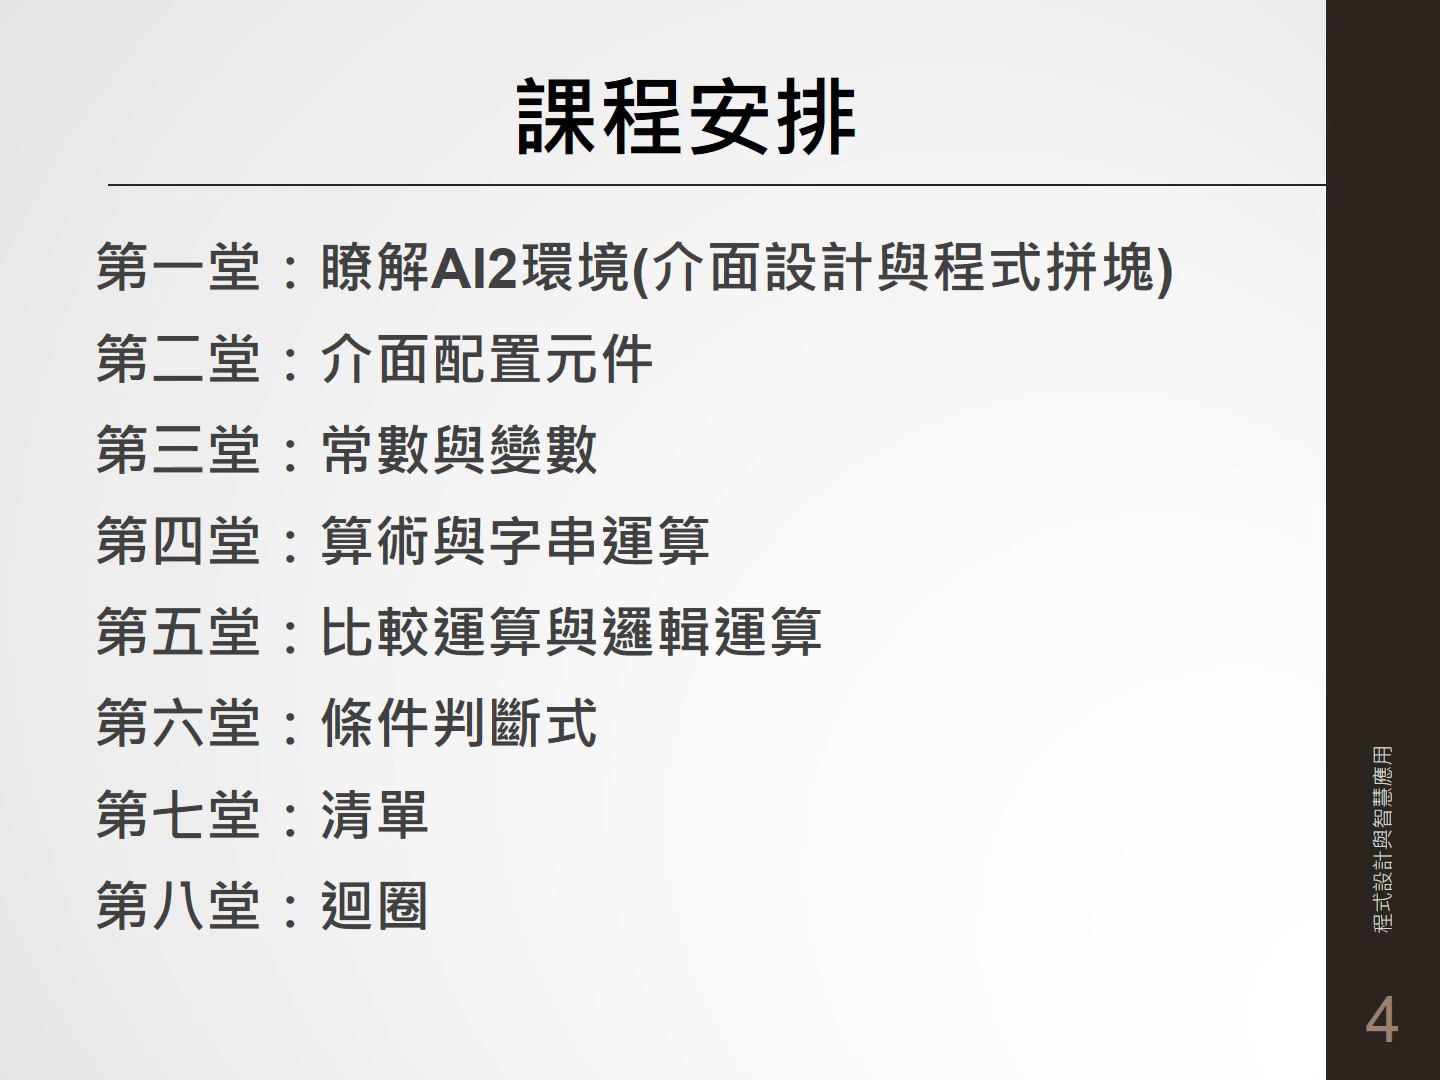 課程安排
第一堂：瞭解AI2環境(介面設計與程式拼塊)
第二堂：介面配置元件
第三堂：常數與變數
第四堂：算術與字串運算
第五堂：比較運算與邏輯運算
第六堂：條件判斷式
第七堂：清單
第八堂：迴圈
程式設計與智慧應用
4